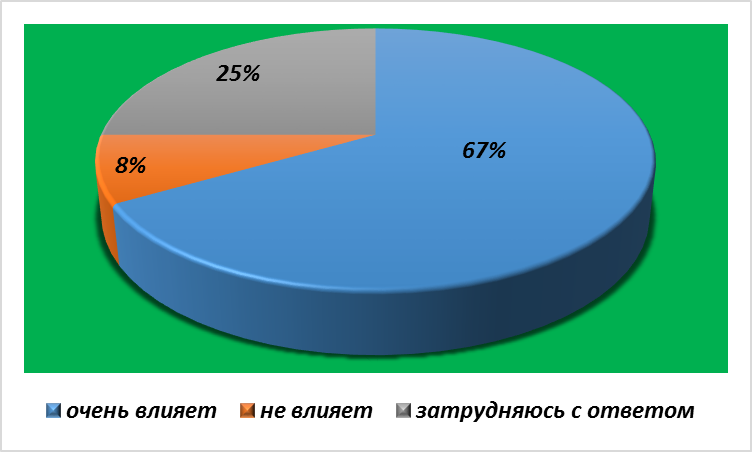 25%
67%
8%
очень влияет не влияет затрудняюсь с ответом